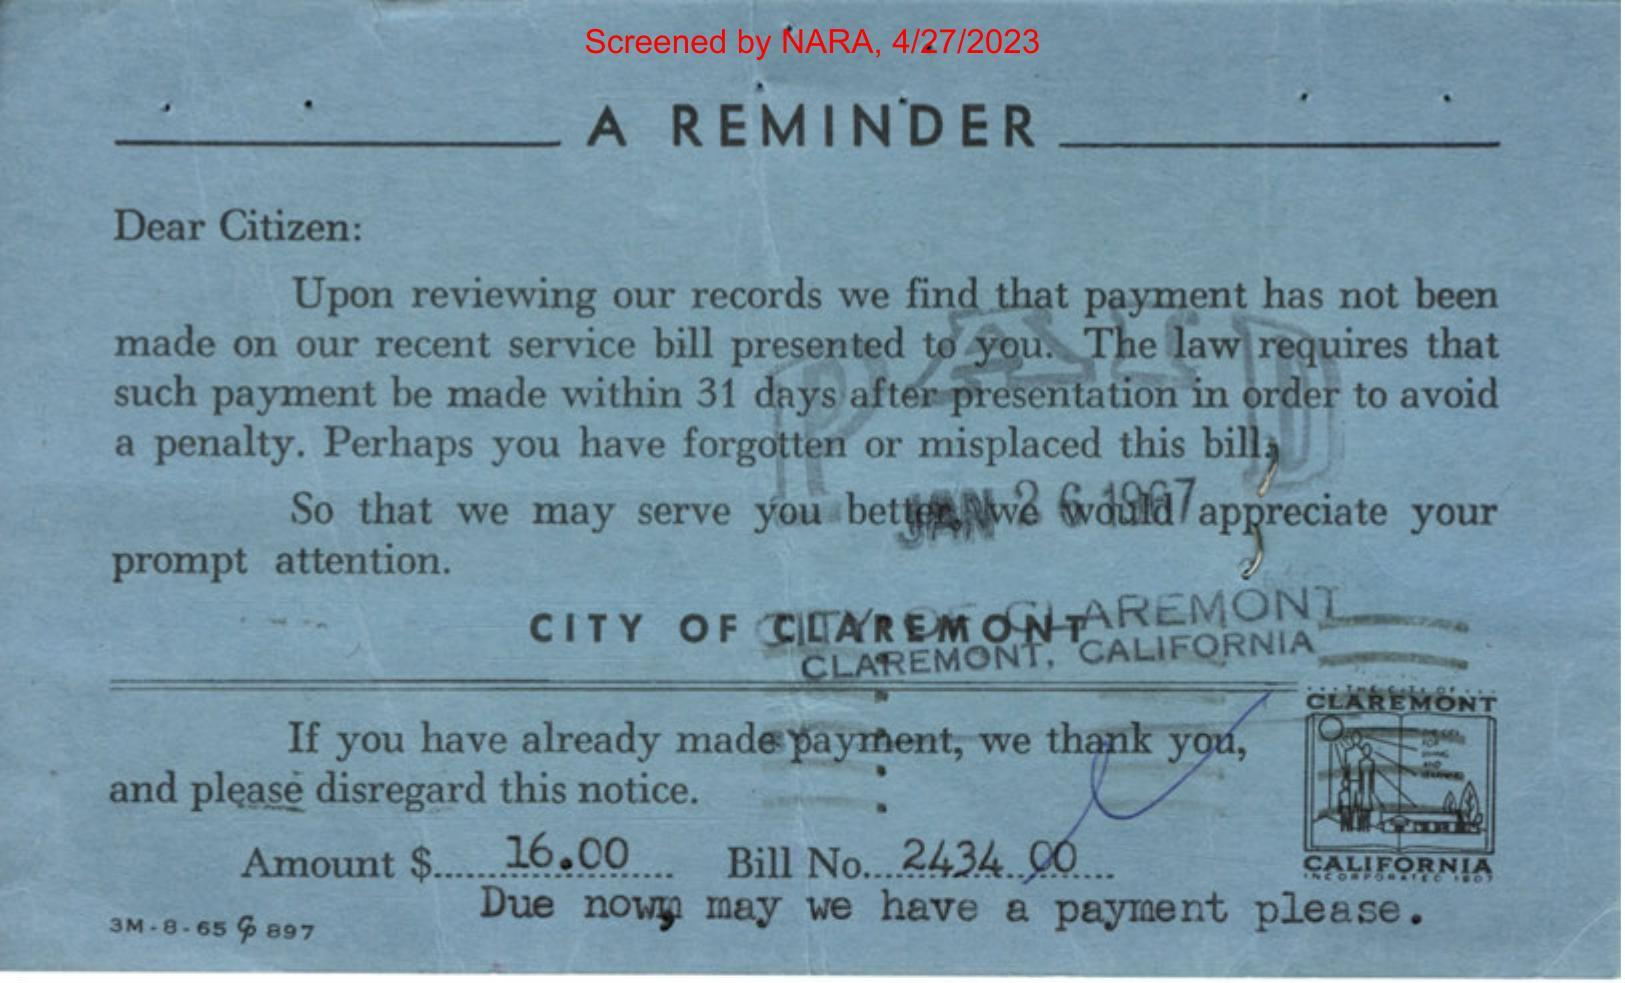 Screened by NARA, 4/27/2023
A REMINDER
Dear Citizen:
Upon reviewing our records we find that payment has not been
made on our recent service bill presented to you. The law requires that
such payment be made within 31 days after presentation in order to avoid
a penalty. Perhaps you have forgotten or misplaced this bill.
PAID
So that we may serve you better, we would appreciate your
JAN 26 1967
prompt attention.
CITY OF CLAREMONT
CITY OF CLAREMONT
CLAREMONT, CALIFORNIA
If you have already made payment, we thank you,
and please disregard this notice.
THE CITY OF
CLAREMONT
CALIFORNIA
INCORPORATED 1907
Amount $ 16.00 Bill No. 2434 00
Due now, may we have a payment please.
3M-8-65 897